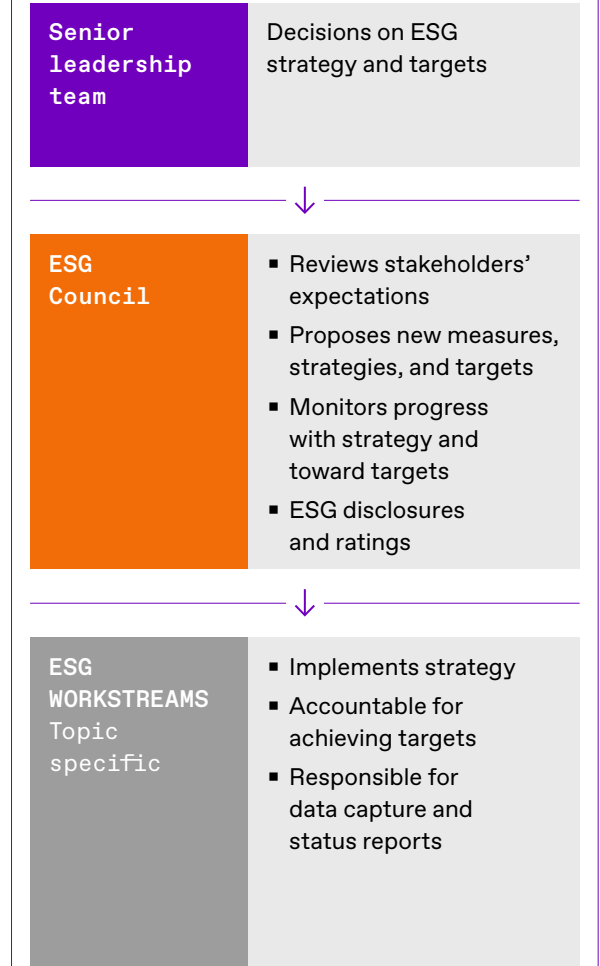 Senior
leadership
team
Decisions on ESG
strategy and targets
ESG
Council
▪ Reviews stakeholders’
expectations
▪ Proposes new measures,
strategies, and targets
▪ Monitors progress
with strategy and
toward targets
▪ ESG disclosures
and ratings
ESG
WORKSTREAMS
Topic
specific
▪ Implements strategy
▪ Accountable for
achieving targets
▪ Responsible for
data capture and
status reports